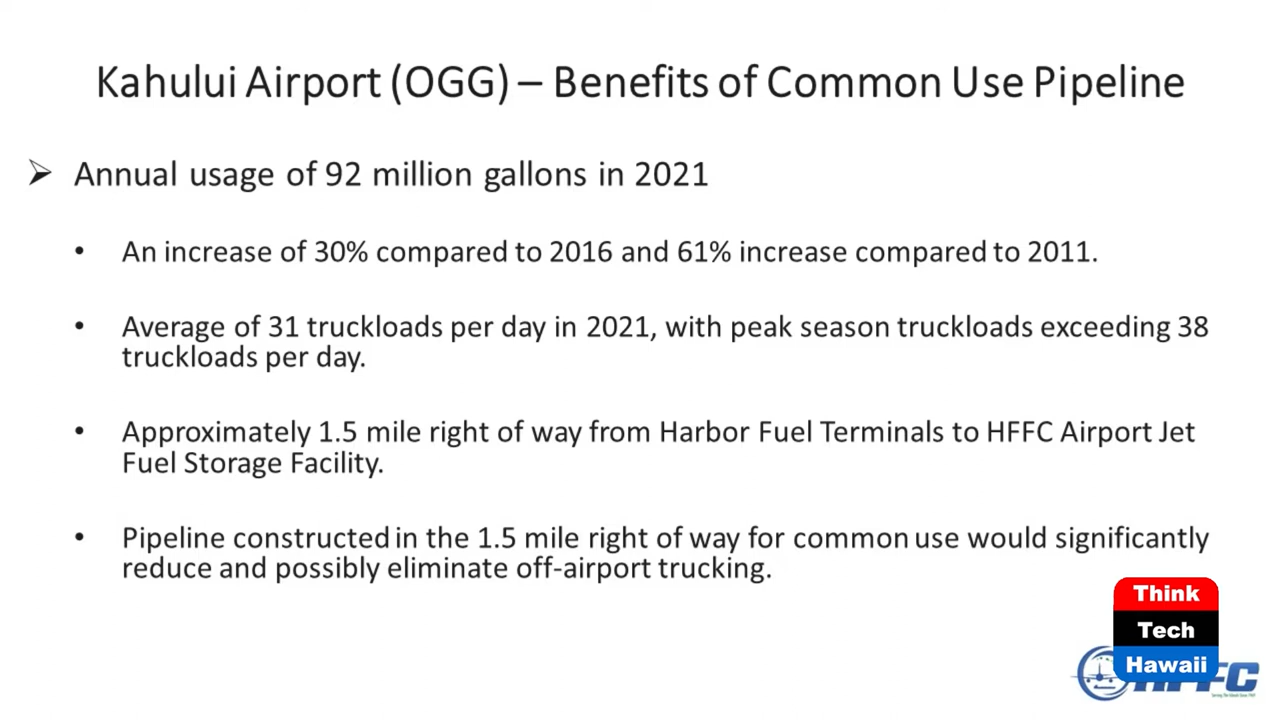 Kahului Airport (OGG) – Benefits of Common Use Pipeline
➢ Annual usage of 92 million gallons in 2021
• An increase of 30% compared to 2016 and 61% increase compared to 2011.
• Average of 31 truckloads per day in 2021, with peak season truckloads exceeding 38
truckloads per day.
• Approximately 1.5 mile right of way from Harbor Fuel Terminals to HFFC Airport Jet
Fuel Storage Facility.
• Pipeline constructed in the 1.5 mile right of way for common use would significantly
reduce and possibly eliminate off-airport trucking.
Think
Tech
Hawaii
HFFC